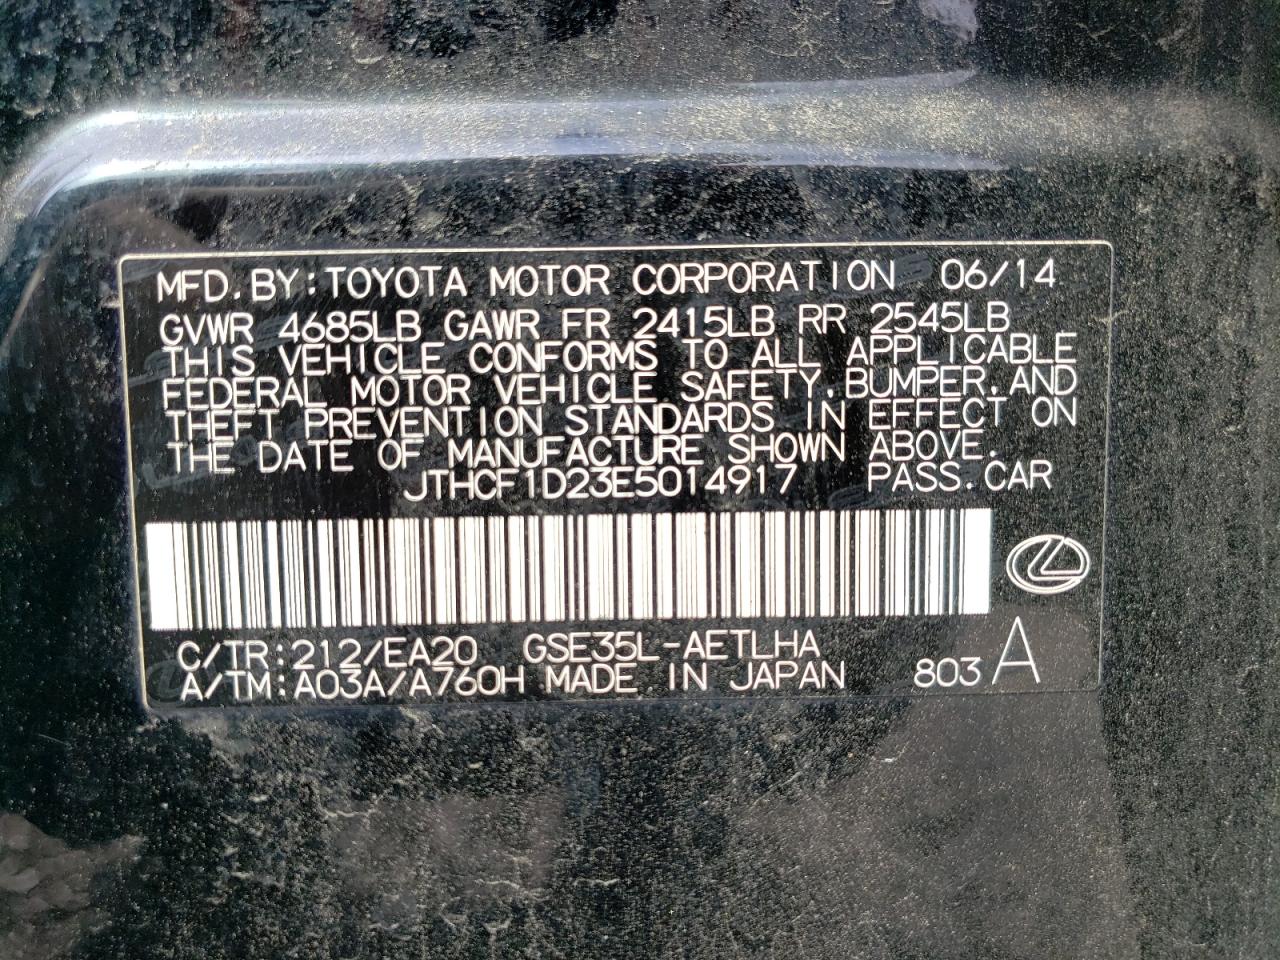 MFD.BY:TOYOTA MOTOR CORPORATION 06/14
GVWR 4685LB GAWR FR 2415LB RR 2545LB
THIS VEHICLE CONFORMS TO ALL APPLICABLE
FEDERAL MOTOR VEHICLE SAFETY,BUMPER,AND
THEFT PREVENTION STANDARDS IN EFFECT ON
THE DATE OF MANUFACTURE SHOWN ABOVE.
JTHCF1D23E5014917 PASS.CAR
C/TR:212/EA20 GSE35L-AETLHA
A/TM:A03A/A760H MADE IN JAPAN 803 A